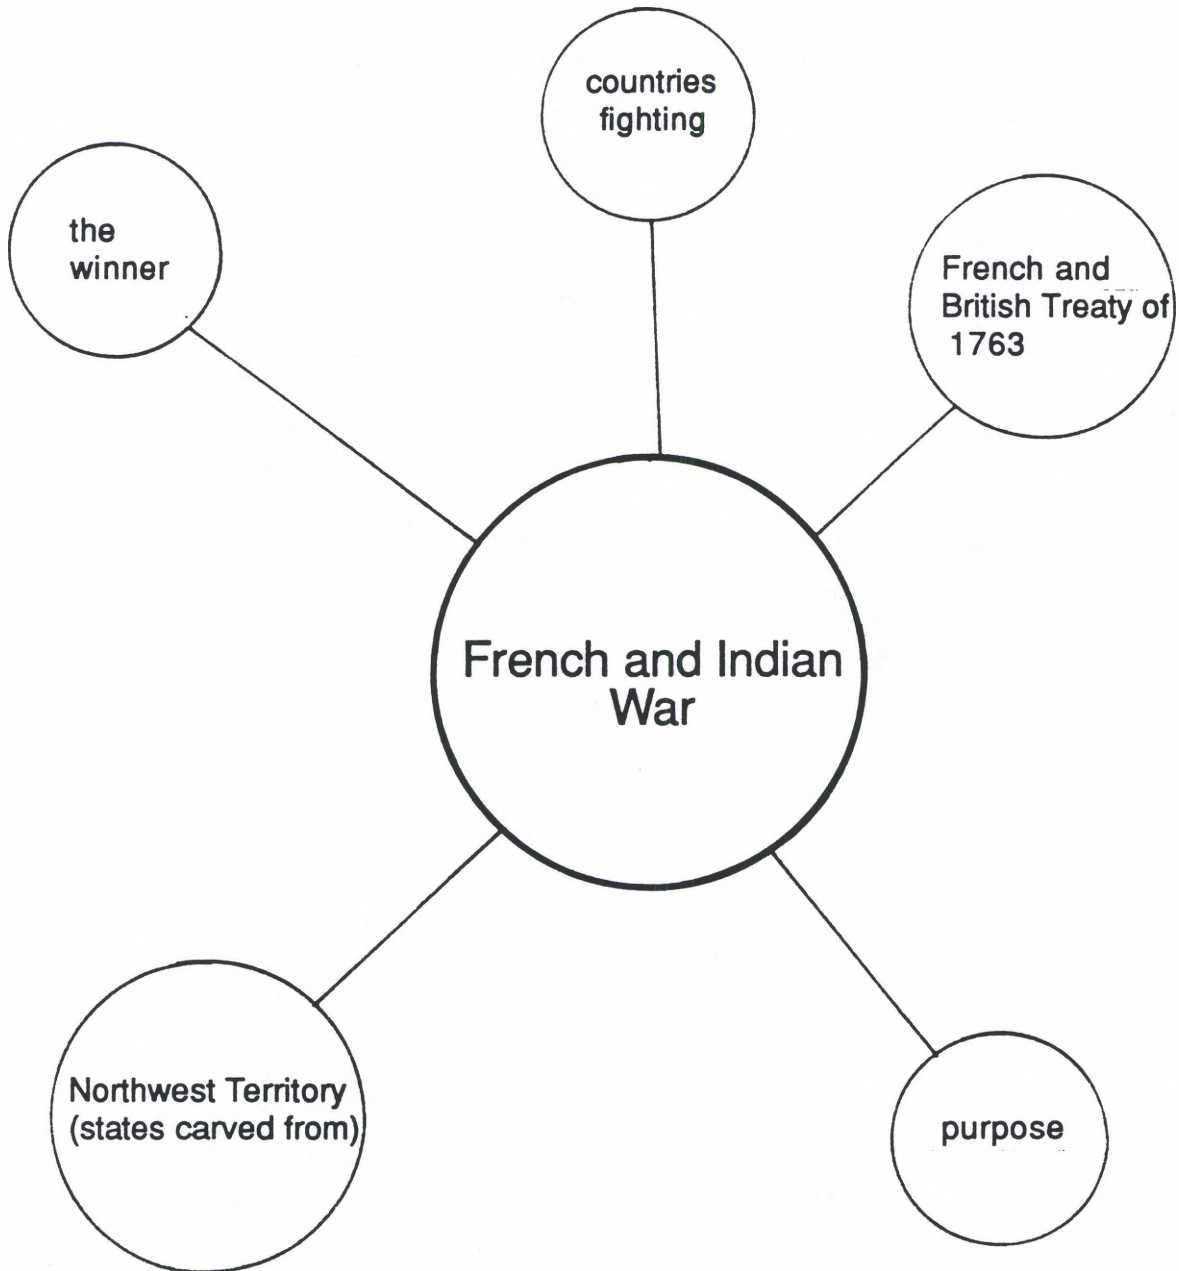 countries
fighting
the
winner
French and
British Treaty of
1763
French and Indian
War
Northwest Territory
(states carved from)
purpose